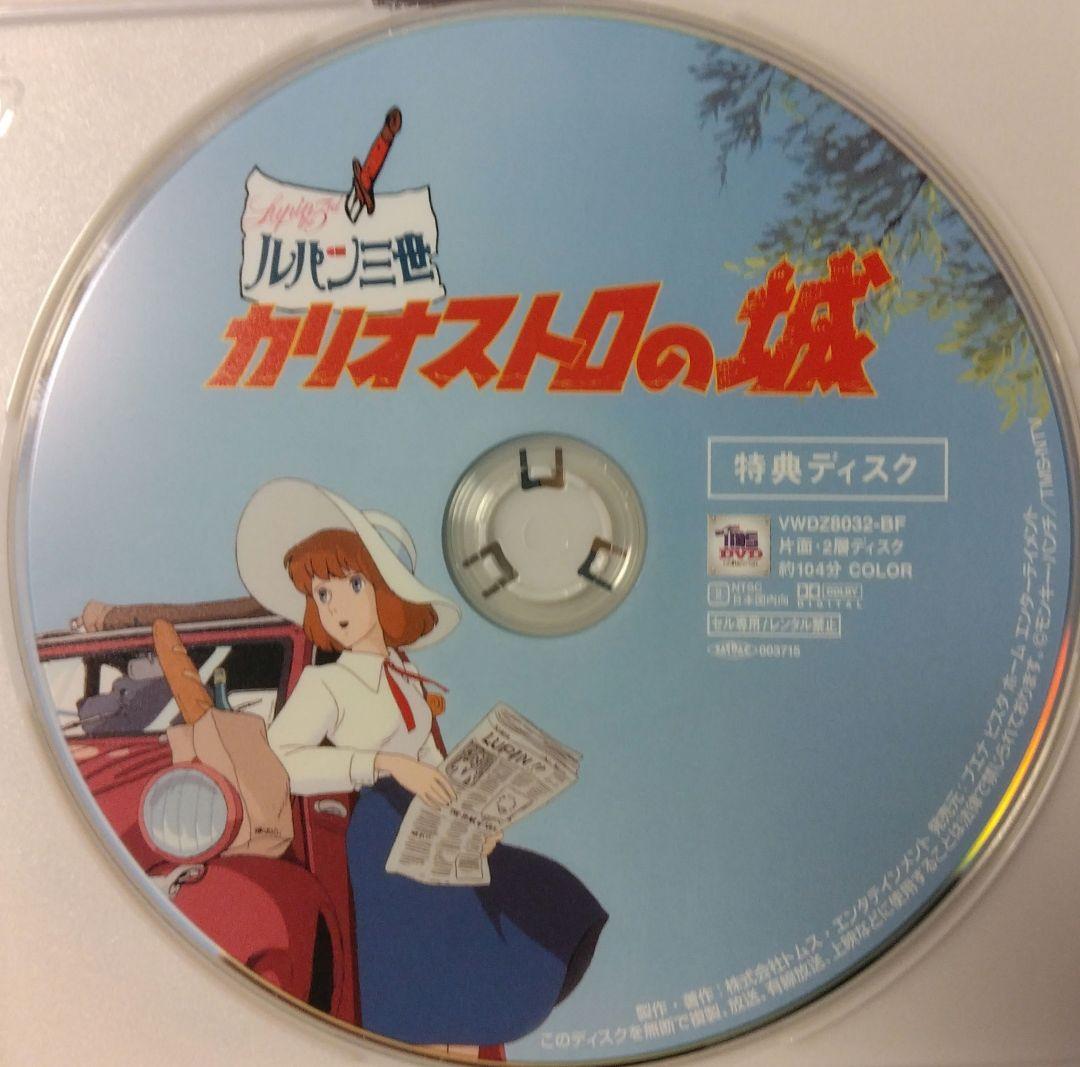 Lupin the 3rd
ルパン三世
カリオストロの城
特典ディスク
TMS
DVD
VWDZ8032-BF
片面・2層ディスク
約104分 COLOR
2
NTSC
日本国内向
DOLBY
DIGITAL
セル専用/レンタル禁止
003715
LUPIN
製作・著作：株式会社トムス・エンタテインメント 発売元：ブエナ ビスタ ホーム エンターテイメント
このディスクを無断で複製、放送、有線放送、上映などに使用することは法律で禁じられております。©モンキー・パンチ/TMS・NTV